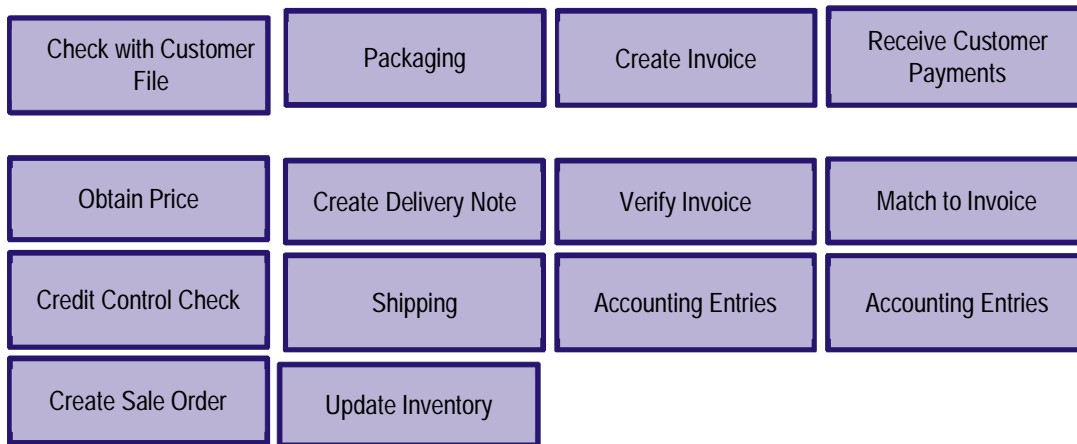 Check with Customer
File
Packaging
Create Invoice
Receive Customer
Payments
Obtain Price
Create Delivery Note
Verify Invoice
Match to Invoice
Credit Control Check
Shipping
Accounting Entries
Accounting Entries
Create Sale Order
Update Inventory